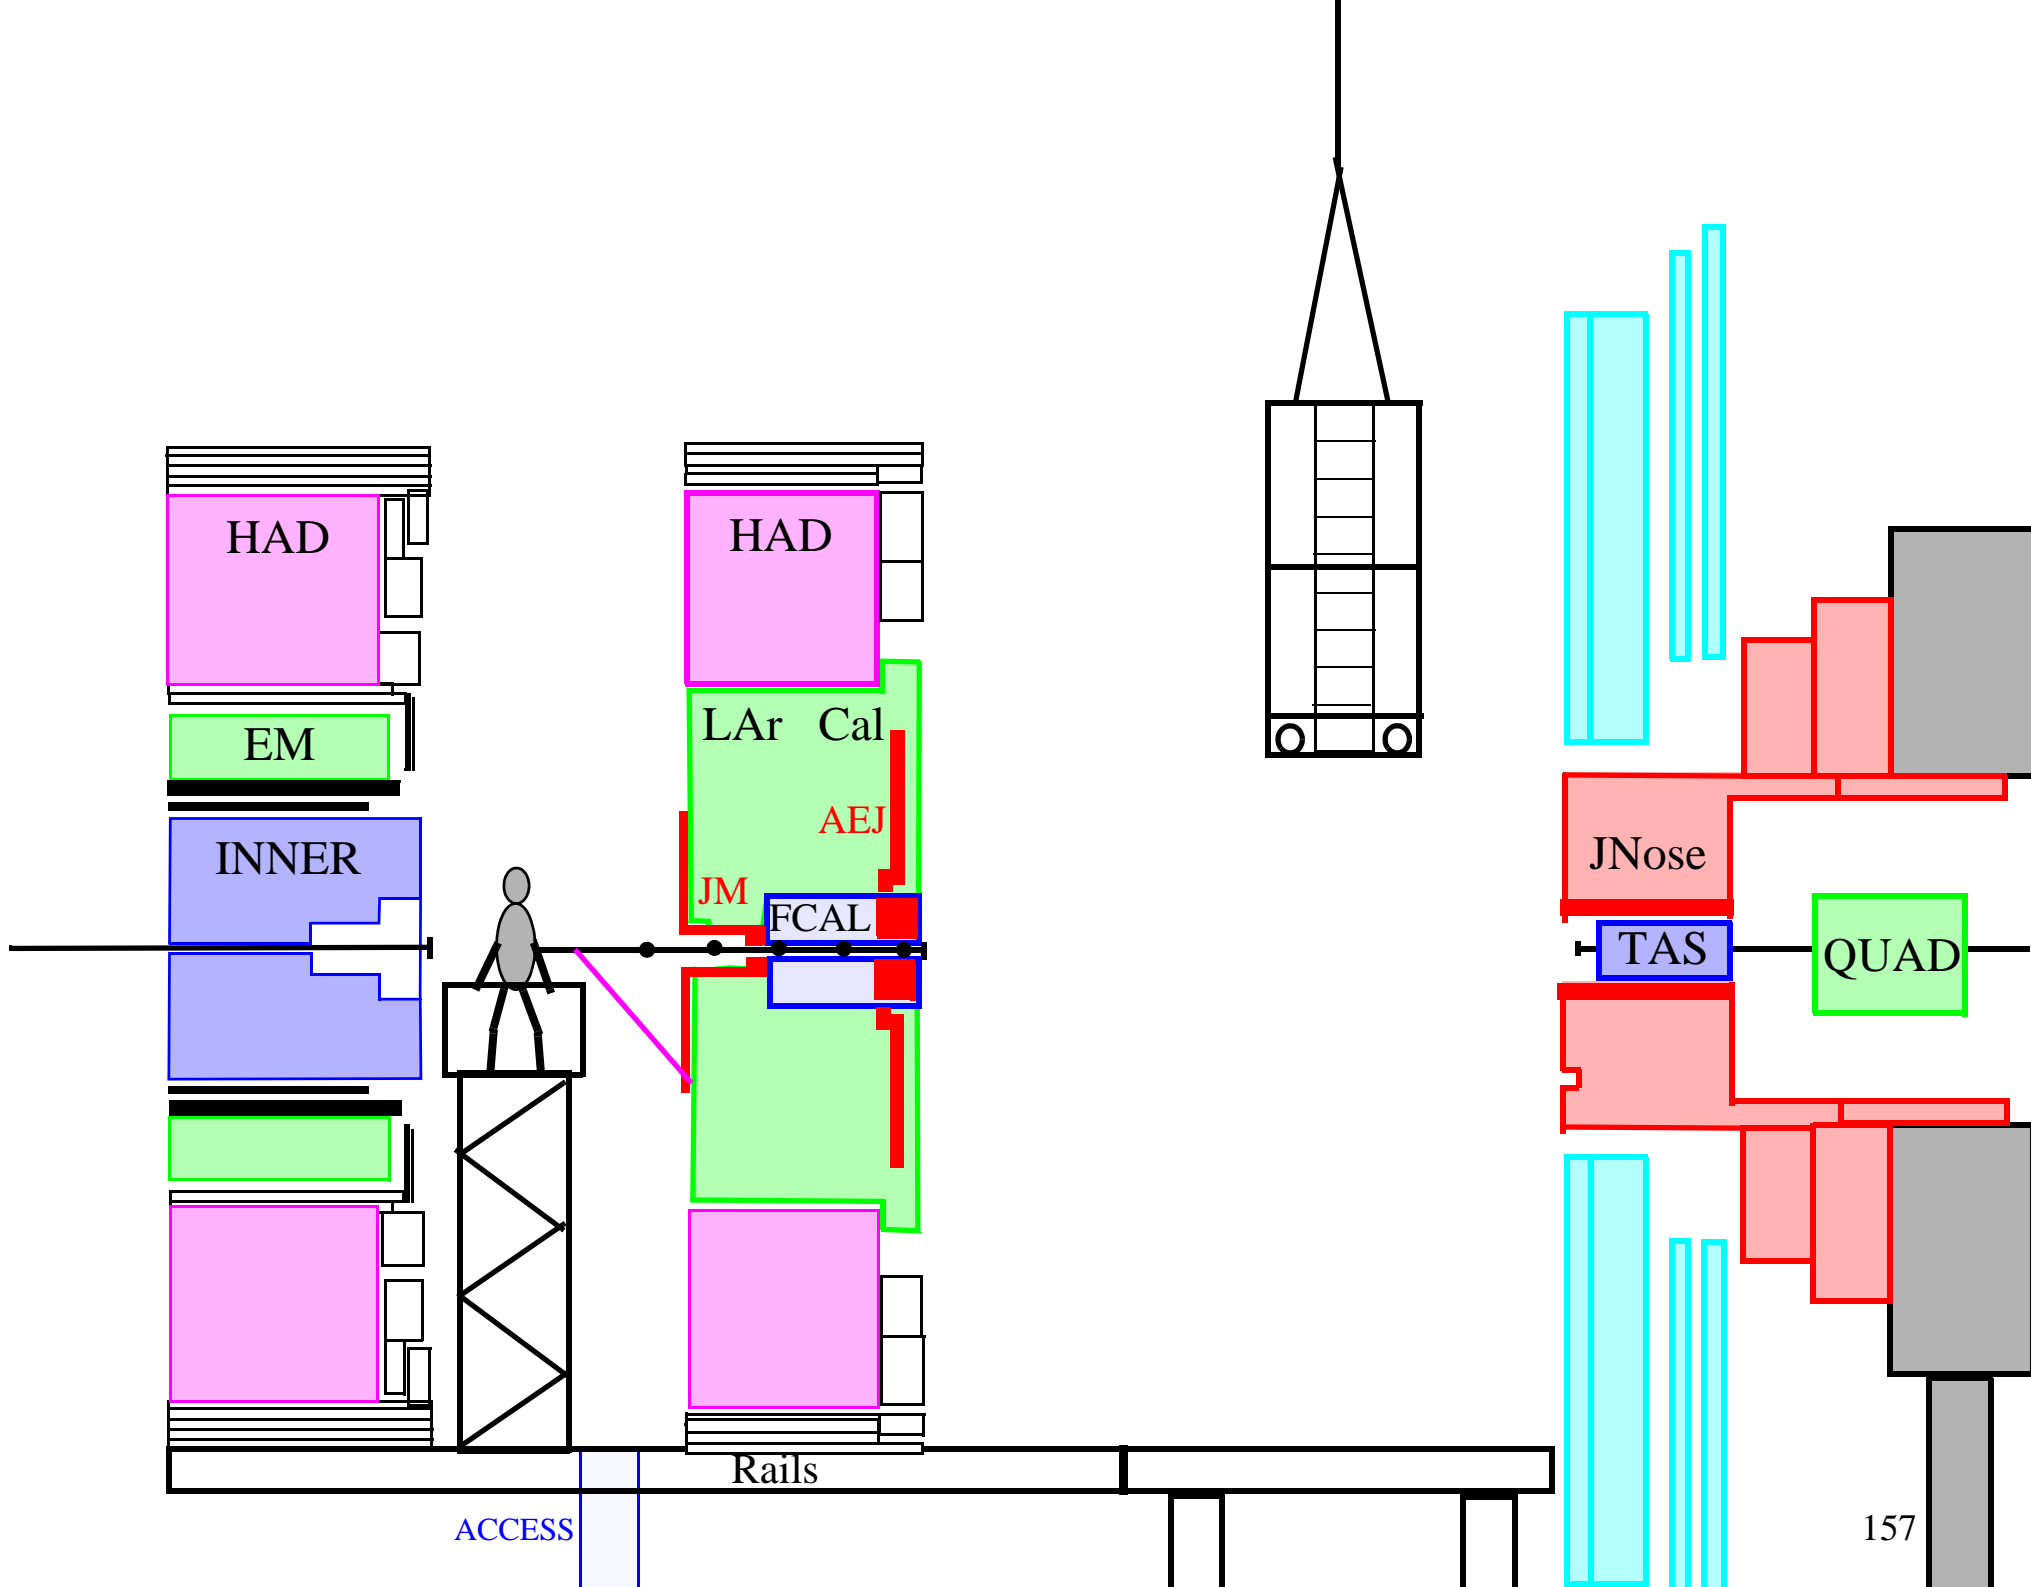 HAD
HAD
LAr Cal
EM
AEJ
INNER
JNose
JM
FCAL
TAS
QUAD
Rails
ACCESS
157